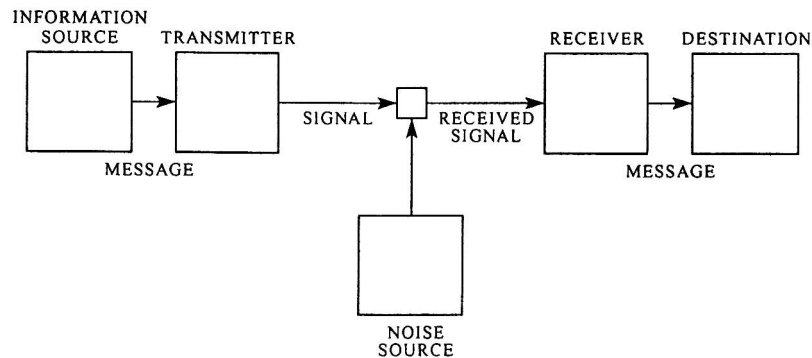 INFORMATION
SOURCE
TRANSMITTER
RECEIVER
DESTINATION
SIGNAL
RECEIVED
SIGNAL
MESSAGE
MESSAGE
NOISE
SOURCE